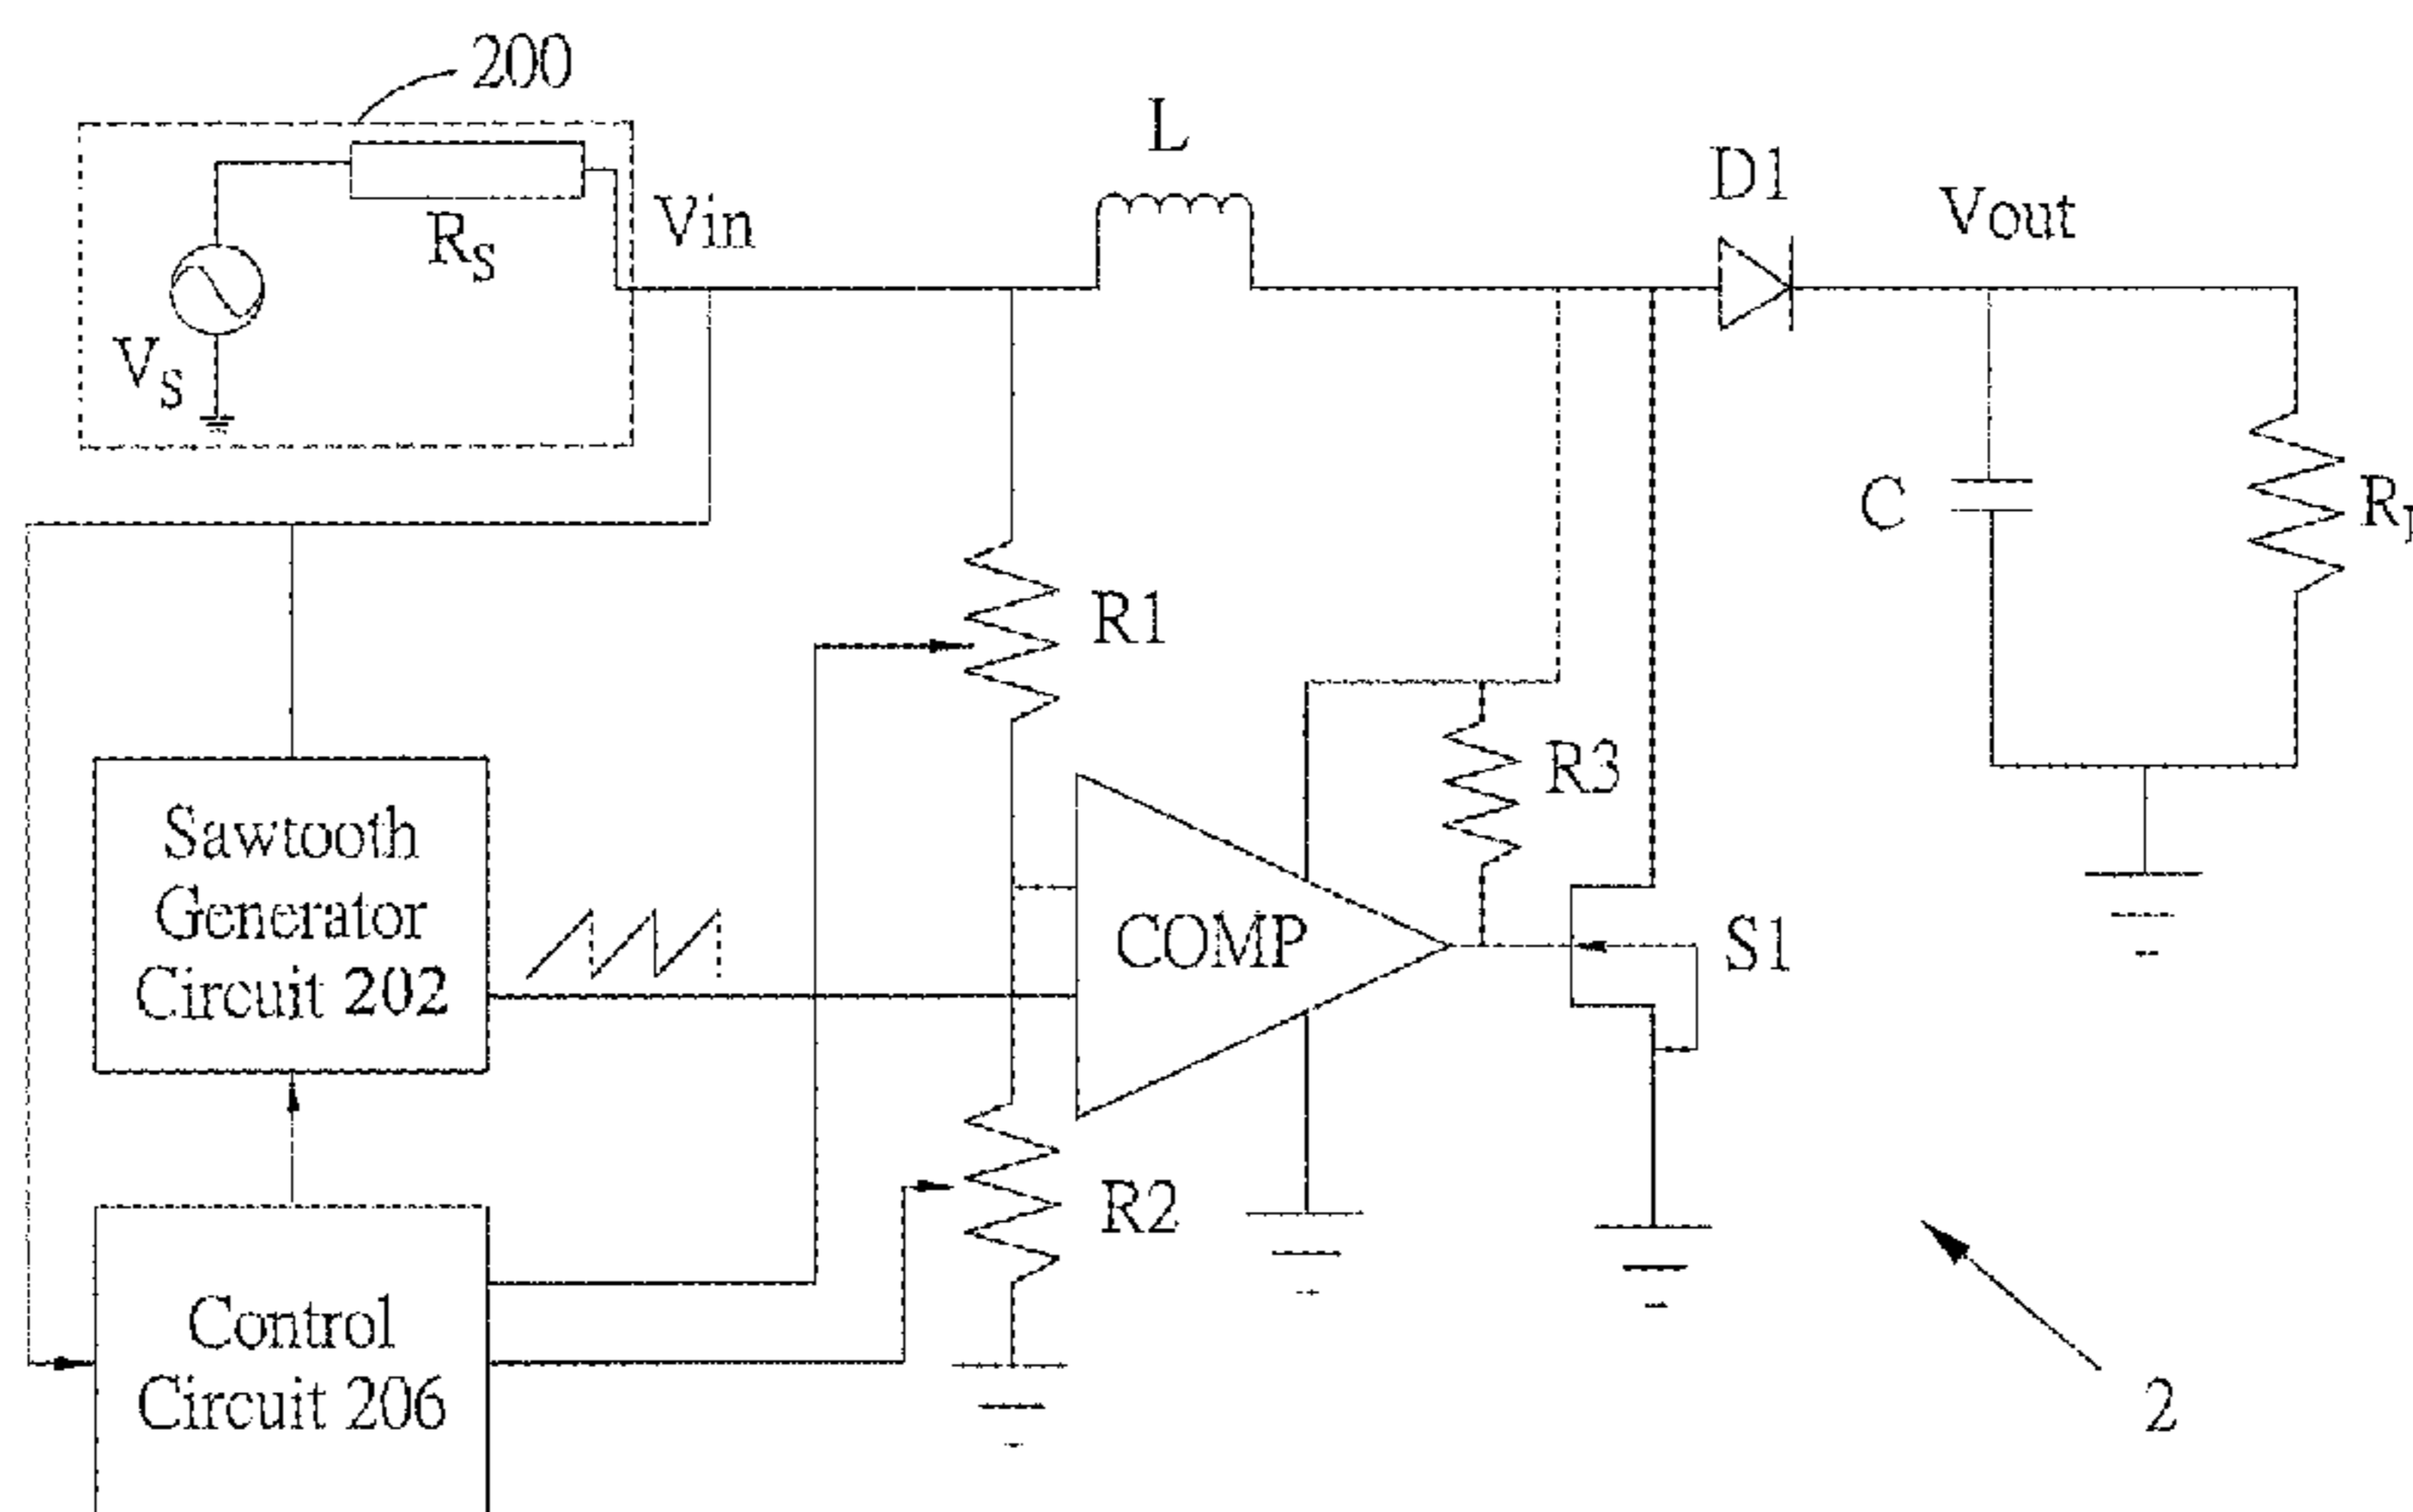 200
L
D1
Vin
Vout
RS
VS
C
R1
R3
Sawtooth
Generator
Circuit 202
COMP
S1
R2
Control
Circuit 206
2